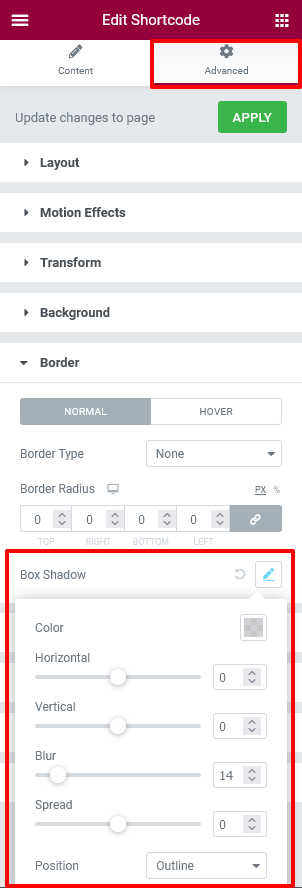 Edit Shortcode
Content Advanced
Update changes to page APPLY
Layout
Motion Effects
Transform
Background
Border
NORMAL HOVER
Border Type None
Border Radius PX %
0 0 0 0
TOP RIGHT BOTTOM LEFT
Box Shadow
Color
Horizontal
0
Vertical
0
Blur
14
Spread
0
Position Outline